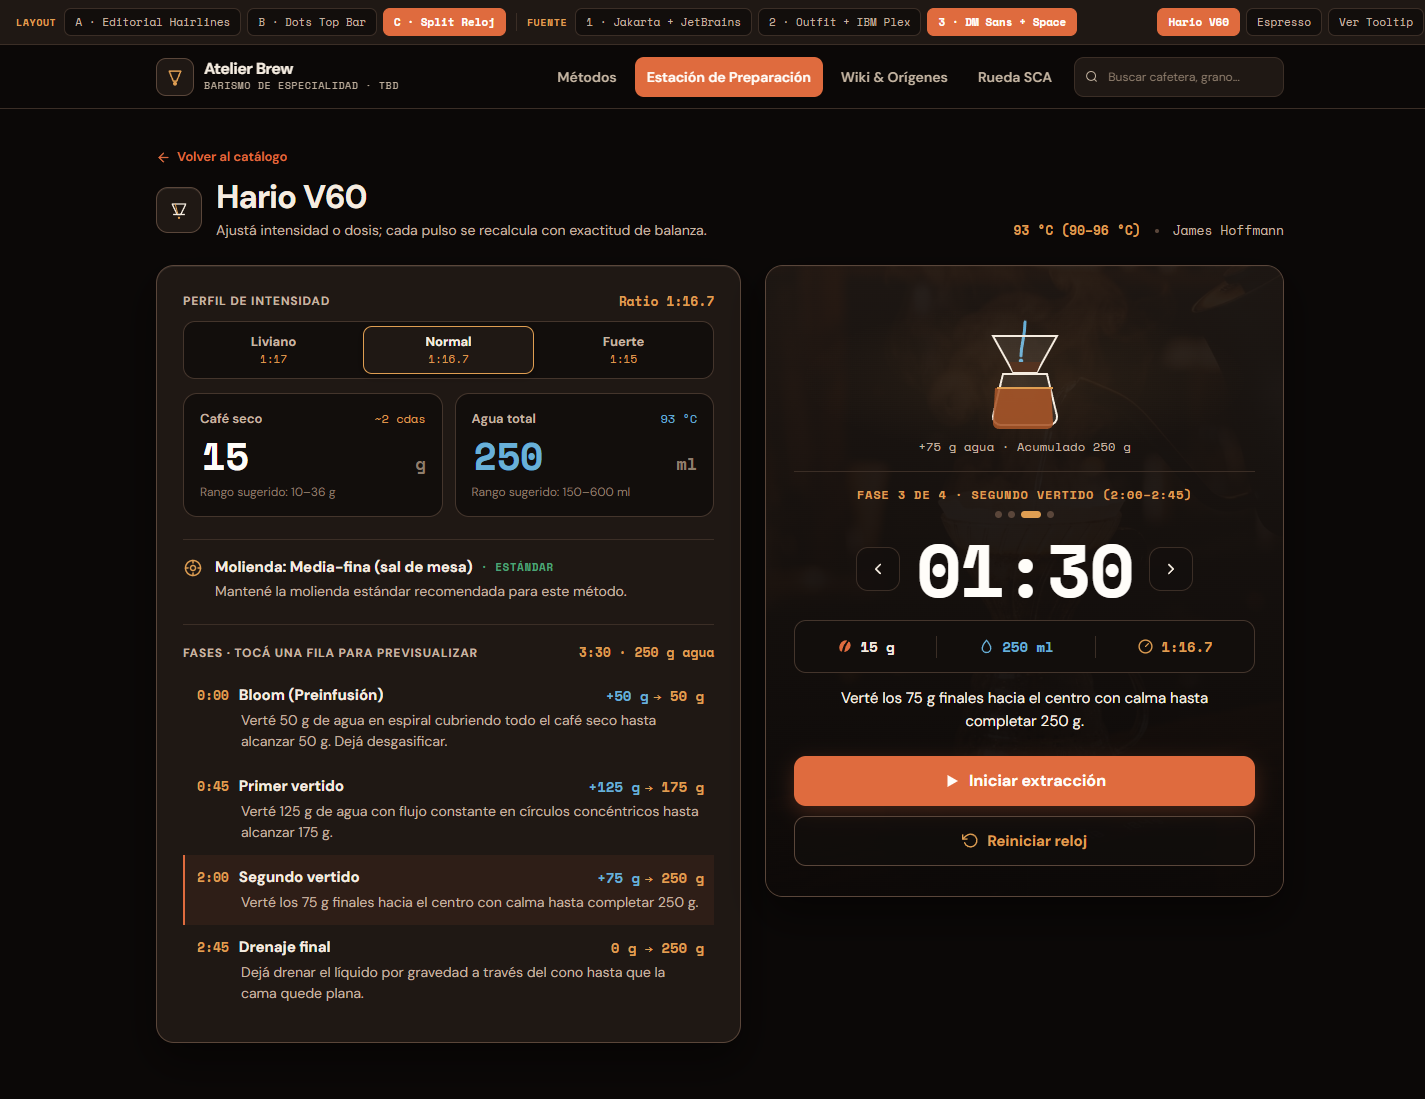 LAYOUT A · Editorial Hairlines B · Dots Top Bar C · Split Reloj FUENTE 1 · Jakarta + JetBrains 2 · Outfit + IBM Plex 3 · DM Sans + Space Hario V60 Espresso Ver Tooltip
Atelier Brew
BARISMO DE ESPECIALIDAD · TBD
Métodos Estación de Preparación Wiki & Orígenes Rueda SCA Buscar cafetera, grano...
← Volver al catálogo
Hario V60
Ajustá intensidad o dosis; cada pulso se recalcula con exactitud de balanza.
93 °C (90–96 °C) • James Hoffmann
PERFIL DE INTENSIDAD Ratio 1:16.7
Liviano Normal Fuerte
1:17 1:16.7 1:15
Café seco ~2 cdas
15 g
Rango sugerido: 10–36 g
Agua total 93 °C
250 ml
Rango sugerido: 150–600 ml
Molienda: Media-fina (sal de mesa) · ESTÁNDAR
Mantené la molienda estándar recomendada para este método.
FASES · TOCÁ UNA FILA PARA PREVISUALIZAR 3:30 · 250 g agua
0:00 Bloom (Preinfusión) +50 g → 50 g
Verté 50 g de agua en espiral cubriendo todo el café seco hasta
alcanzar 50 g. Dejá desgasificar.
0:45 Primer vertido +125 g → 175 g
Verté 125 g de agua con flujo constante en círculos concéntricos hasta
alcanzar 175 g.
2:00 Segundo vertido +75 g → 250 g
Verté los 75 g finales hacia el centro con calma hasta completar 250 g.
2:45 Drenaje final 0 g → 250 g
Dejá drenar el líquido por gravedad a través del cono hasta que la
cama quede plana.
+75 g agua · Acumulado 250 g
FASE 3 DE 4 · SEGUNDO VERTIDO (2:00–2:45)
01:30
15 g 250 ml 1:16.7
Verté los 75 g finales hacia el centro con calma hasta
completar 250 g.
Iniciar extracción
Reiniciar reloj